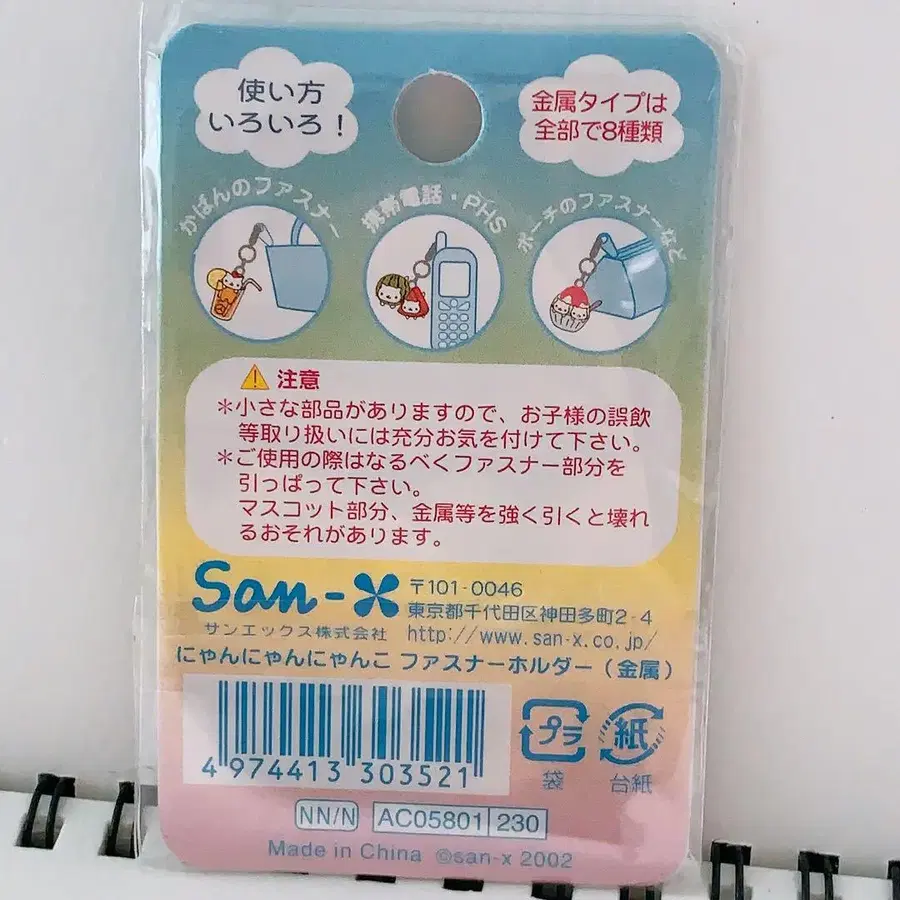 使い方
いろいろ！
金属タイプは
全部で8種類
かばんのファスナー
携帯電話・PHS
ポーチのファスナーなど
注意
＊小さな部品がありますので、お子様の誤飲
等取り扱いには充分お気を付けて下さい。
＊ご使用の際はなるべくファスナー部分を
引っぱって下さい。
マスコット部分、金属等を強く引くと壊れ
るおそれがあります。
San-X
サンエックス株式会社
〒101-0046
東京都千代田区神田多町2-4
http://www.san-x.co.jp/
にゃんにゃんにゃんこ ファスナーホルダー（金属）
4 974413 303521
プラ
袋
紙
台紙
NN/N AC05801 230
Made in China ©san-x 2002